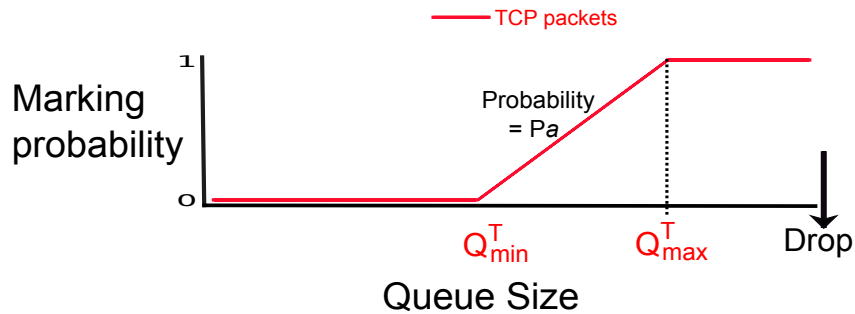 TCP packets
1
Marking
probability
Probability
= Pa
0
Q^T_min
Q^T_max
Drop
Queue Size